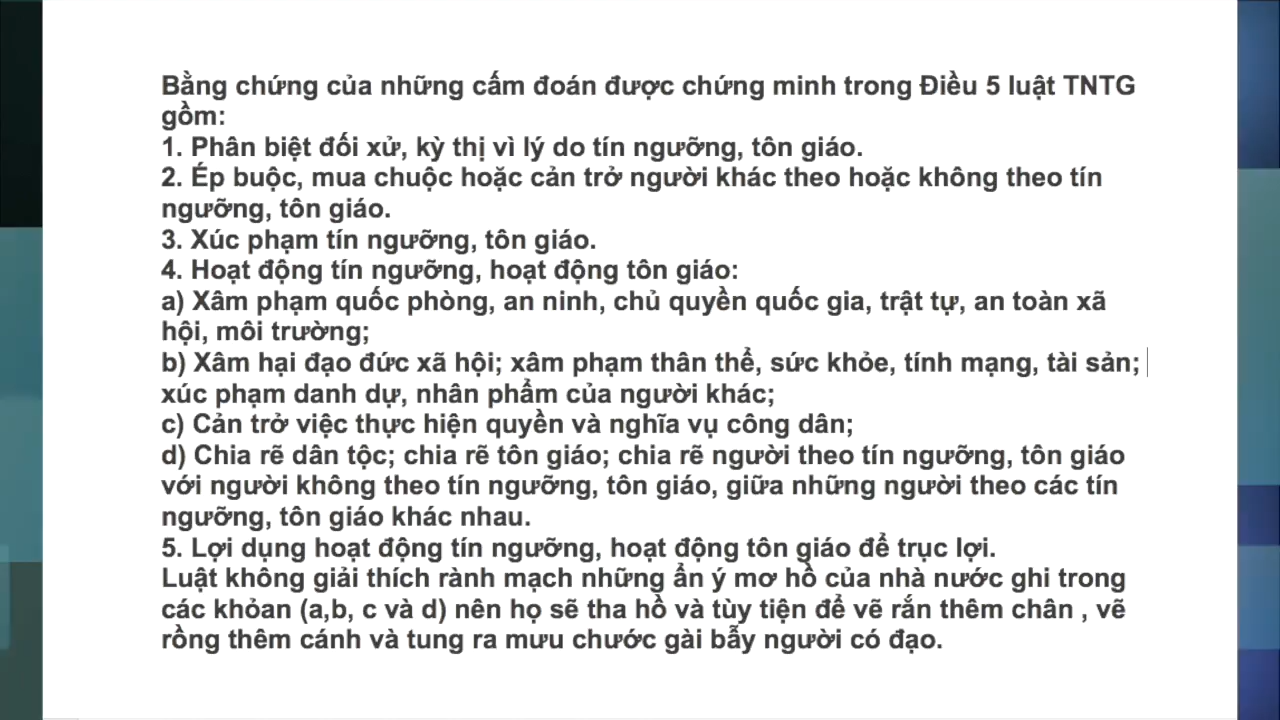 Bằng chứng của những cấm đoán được chứng minh trong Điều 5 luật TNTG
gồm:
1. Phân biệt đối xử, kỳ thị vì lý do tín ngưỡng, tôn giáo.
2. Ép buộc, mua chuộc hoặc cản trở người khác theo hoặc không theo tín
ngưỡng, tôn giáo.
3. Xúc phạm tín ngưỡng, tôn giáo.
4. Hoạt động tín ngưỡng, hoạt động tôn giáo:
a) Xâm phạm quốc phòng, an ninh, chủ quyền quốc gia, trật tự, an toàn xã
hội, môi trường;
b) Xâm hại đạo đức xã hội; xâm phạm thân thể, sức khỏe, tính mạng, tài sản;
xúc phạm danh dự, nhân phẩm của người khác;
c) Cản trở việc thực hiện quyền và nghĩa vụ công dân;
d) Chia rẽ dân tộc; chia rẽ tôn giáo; chia rẽ người theo tín ngưỡng, tôn giáo
với người không theo tín ngưỡng, tôn giáo, giữa những người theo các tín
ngưỡng, tôn giáo khác nhau.
5. Lợi dụng hoạt động tín ngưỡng, hoạt động tôn giáo để trục lợi.
Luật không giải thích rành mạch những ẩn ý mơ hồ của nhà nước ghi trong
các khỏan (a,b, c và d) nên họ sẽ tha hồ và tùy tiện để vẽ rắn thêm chân , vẽ
rồng thêm cánh và tung ra mưu chước gài bẫy người có đạo.